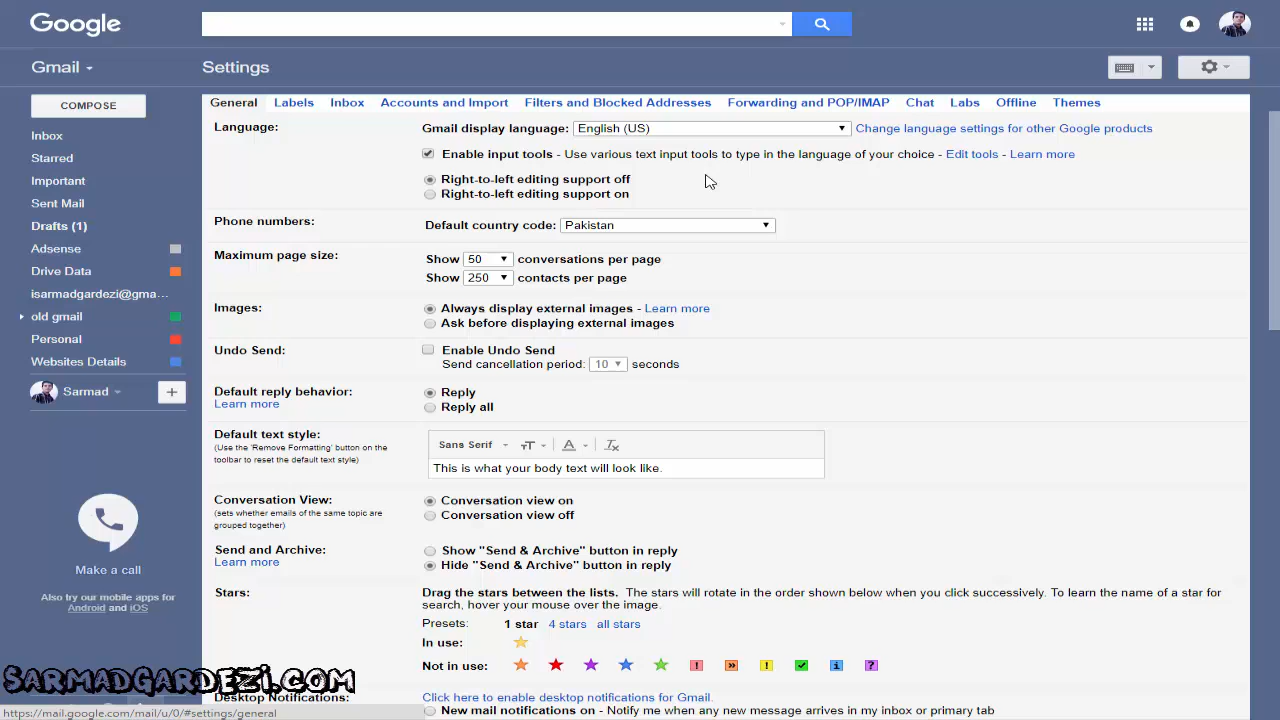 Google
Gmail
Settings
COMPOSE
General Labels Inbox Accounts and Import Filters and Blocked Addresses Forwarding and POP/IMAP Chat Labs Offline Themes
Inbox
Starred
Important
Sent Mail
Drafts (1)
Adsense
Drive Data
isarmadgardezi@gma...
old gmail
Personal
Websites Details
Sarmad
+
Make a call
Also try our mobile apps for
Android and iOS
Language:
Gmail display language: English (US) Change language settings for other Google products
Enable input tools - Use various text input tools to type in the language of your choice - Edit tools - Learn more
Right-to-left editing support off
Right-to-left editing support on
Phone numbers:
Default country code: Pakistan
Maximum page size:
Show 50 conversations per page
Show 250 contacts per page
Images:
Always display external images - Learn more
Ask before displaying external images
Undo Send:
Enable Undo Send
Send cancellation period: 10 seconds
Default reply behavior:
Learn more
Reply
Reply all
Default text style:
(Use the 'Remove Formatting' button on the
toolbar to reset the default text style)
Sans Serif
This is what your body text will look like.
Conversation View:
(sets whether emails of the same topic are
grouped together)
Conversation view on
Conversation view off
Send and Archive:
Learn more
Show "Send & Archive" button in reply
Hide "Send & Archive" button in reply
Stars:
Drag the stars between the lists. The stars will rotate in the order shown below when you click successively. To learn the name of a star for
search, hover your mouse over the image.
Presets: 1 star 4 stars all stars
In use:
Not in use:
Desktop Notifications:
Click here to enable desktop notifications for Gmail.
New mail notifications on - Notify me when any new message arrives in my inbox or primary tab
SARMADGARDEZi.COM
https://mail.google.com/mail/u/0/#settings/general